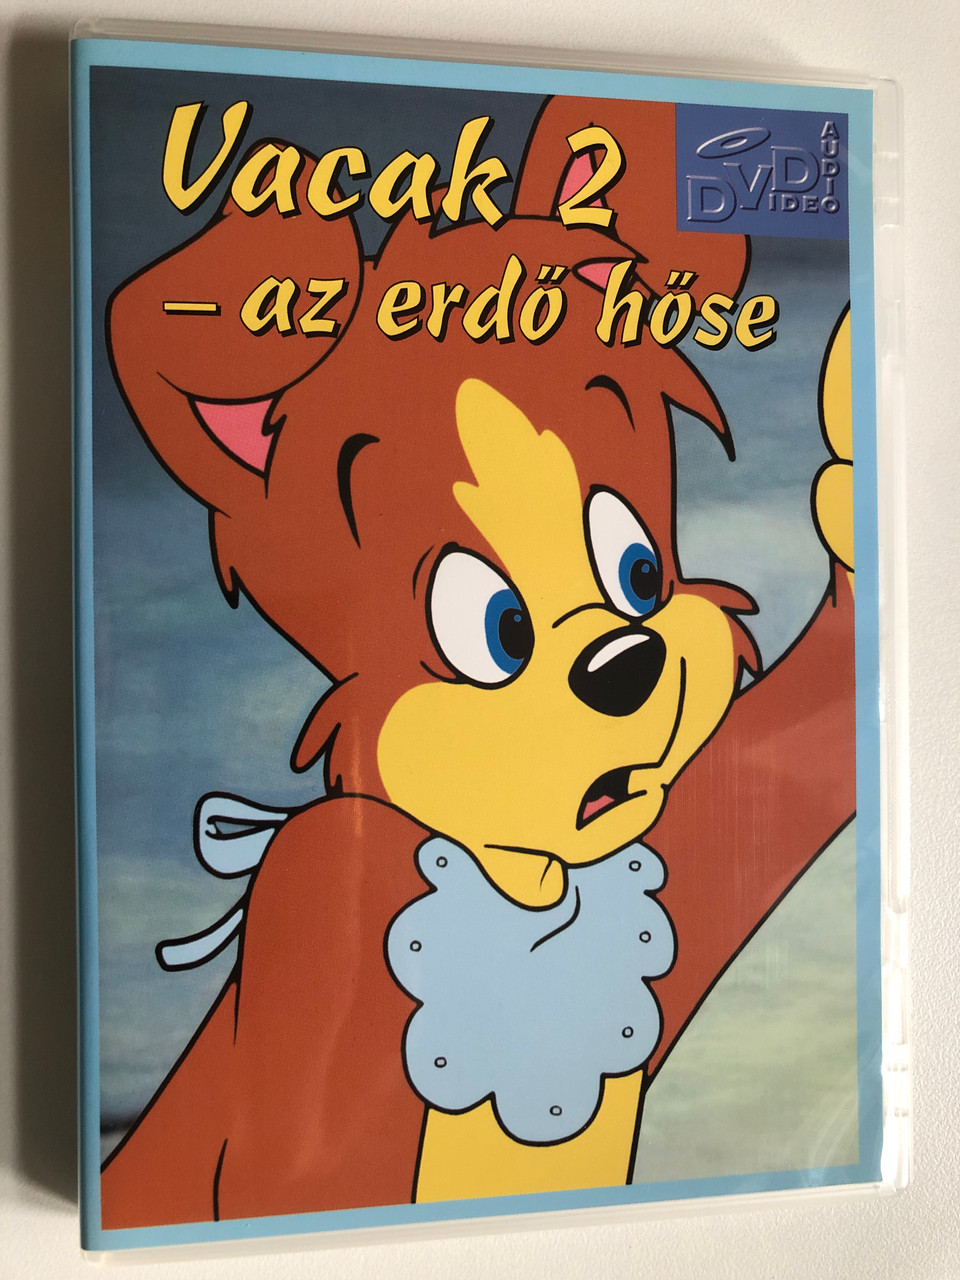 Vacak 2
– az erdő hőse
DVD
AUDIO
VIDEO